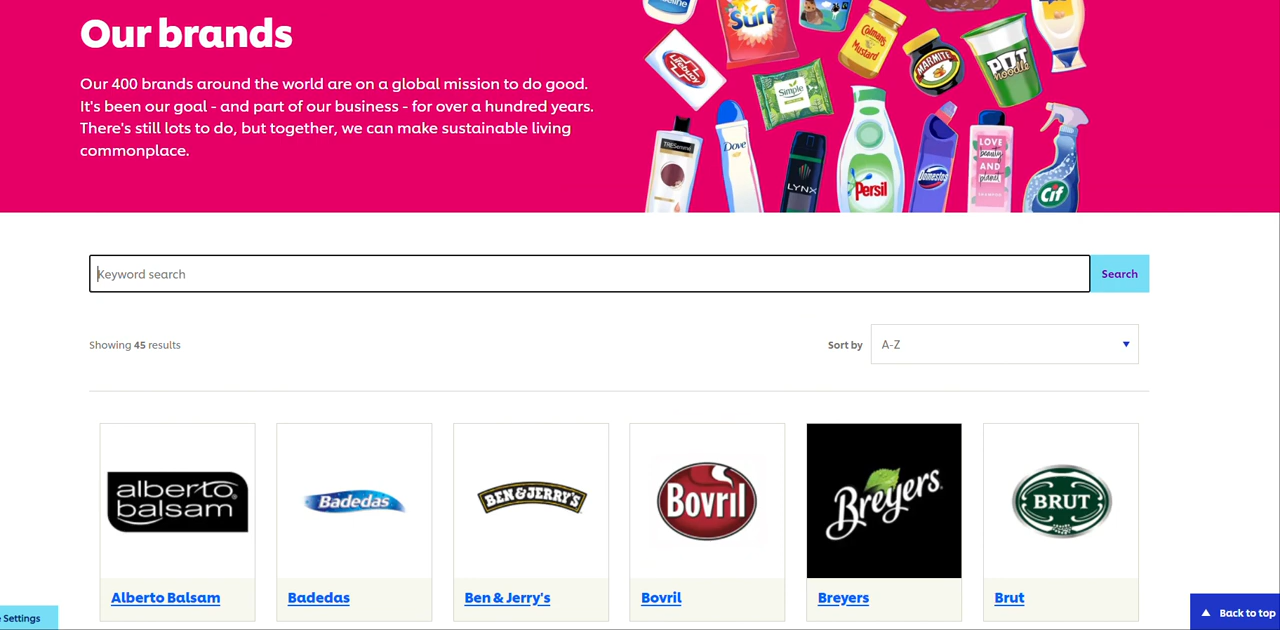 Our brands
Our 400 brands around the world are on a global mission to do good.
It's been our goal - and part of our business - for over a hundred years.
There's still lots to do, but together, we can make sustainable living
commonplace.
Surf
Colman's
Mustard
MARMITE
POT
noodle
Lifebuoy
Simple
TRESemmé
Dove
LYNX
Persil
Domestos
LOVE
beauty
AND
planet
Cif
Keyword search
Search
Showing 45 results
Sort by
A-Z
alberto
balsam
Badedas
BEN & JERRY'S
Bovril
Breyers
BRUT
Alberto Balsam
Badedas
Ben & Jerry's
Bovril
Breyers
Brut
Settings
Back to top